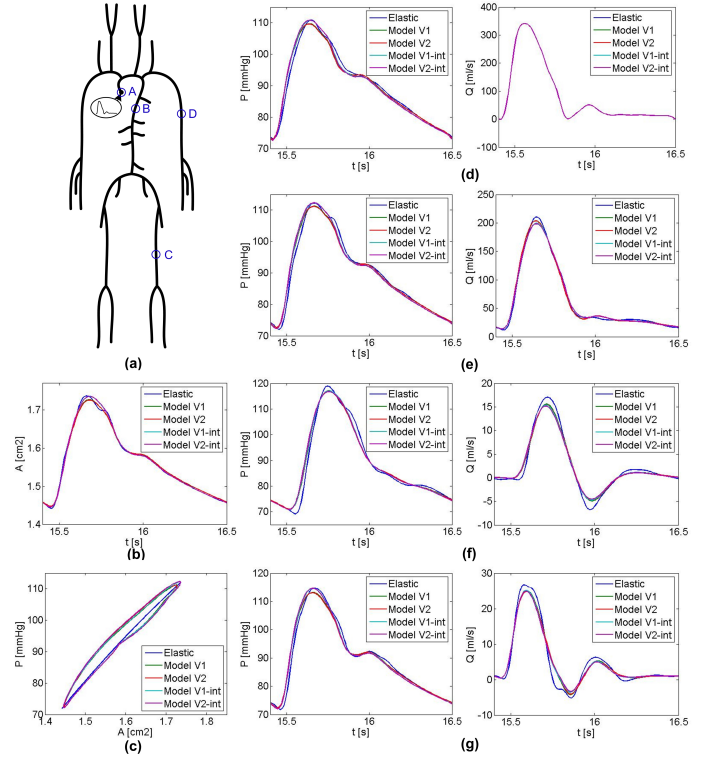 A
B
D
C
(a)
110
100
90
80
70
P [mmHg]
15.5
16
16.5
t [s]
Elastic
Model V1
Model V2
Model V1-int
Model V2-int
400
300
200
100
0
-100
Q [ml/s]
15.5
16
16.5
t [s]
Elastic
Model V1
Model V2
Model V1-int
Model V2-int
(d)
110
100
90
80
70
P [mmHg]
15.5
16
16.5
t [s]
Elastic
Model V1
Model V2
Model V1-int
Model V2-int
250
200
150
100
50
0
Q [ml/s]
15.5
16
16.5
t [s]
Elastic
Model V1
Model V2
Model V1-int
Model V2-int
(e)
1.7
1.6
1.5
1.4
A [cm2]
15.5
16
16.5
t [s]
Elastic
Model V1
Model V2
Model V1-int
Model V2-int
(b)
120
110
100
90
80
70
P [mmHg]
15.5
16
16.5
t [s]
Elastic
Model V1
Model V2
Model V1-int
Model V2-int
20
15
10
5
0
-5
-10
Q [ml/s]
15.5
16
16.5
t [s]
Elastic
Model V1
Model V2
Model V1-int
Model V2-int
(f)
110
100
90
80
70
P [mmHg]
1.4
1.5
1.6
1.7
1.8
A [cm2]
Elastic
Model V1
Model V2
Model V1-int
Model V2-int
(c)
120
110
100
90
80
70
P [mmHg]
15.5
16
16.5
t [s]
Elastic
Model V1
Model V2
Model V1-int
Model V2-int
30
20
10
0
-10
Q [ml/s]
15.5
16
16.5
t [s]
Elastic
Model V1
Model V2
Model V1-int
Model V2-int
(g)